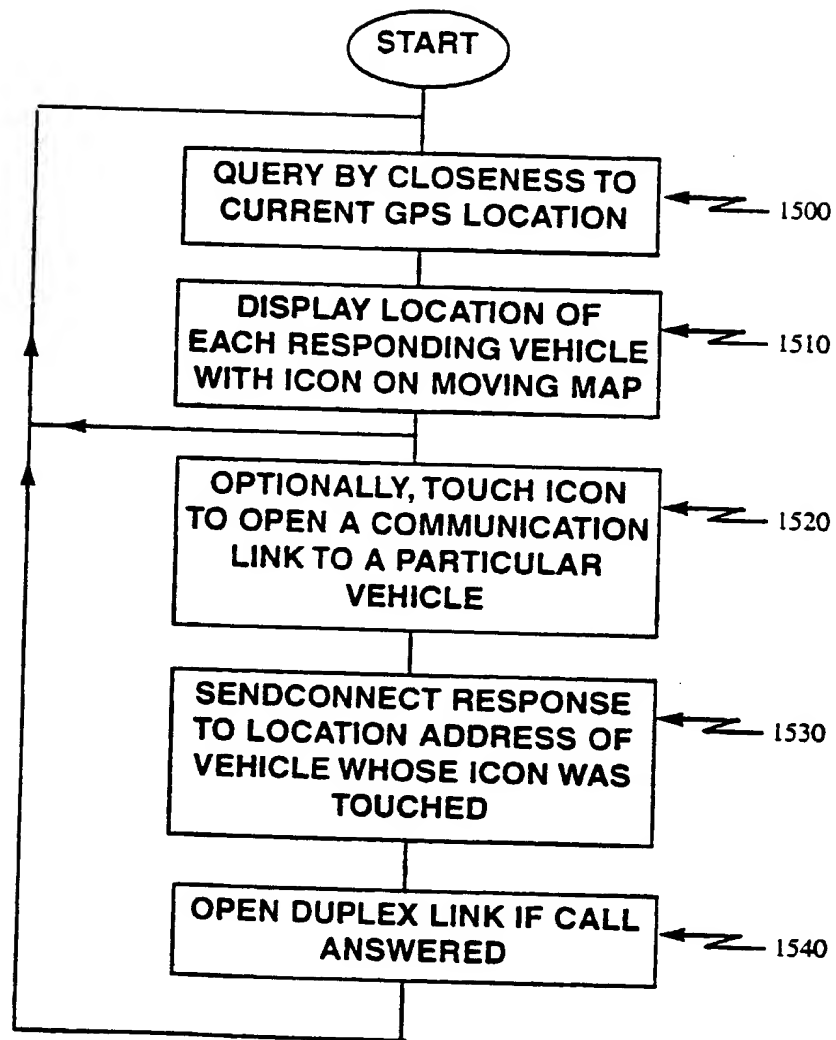 START
QUERY BY CLOSENESS TO
CURRENT GPS LOCATION
1500
DISPLAY LOCATION OF
EACH RESPONDING VEHICLE
WITH ICON ON MOVING MAP
1510
OPTIONALLY, TOUCH ICON
TO OPEN A COMMUNICATION
LINK TO A PARTICULAR
VEHICLE
1520
SENDCONNECT RESPONSE
TO LOCATION ADDRESS OF
VEHICLE WHOSE ICON WAS
TOUCHED
1530
OPEN DUPLEX LINK IF CALL
ANSWERED
1540